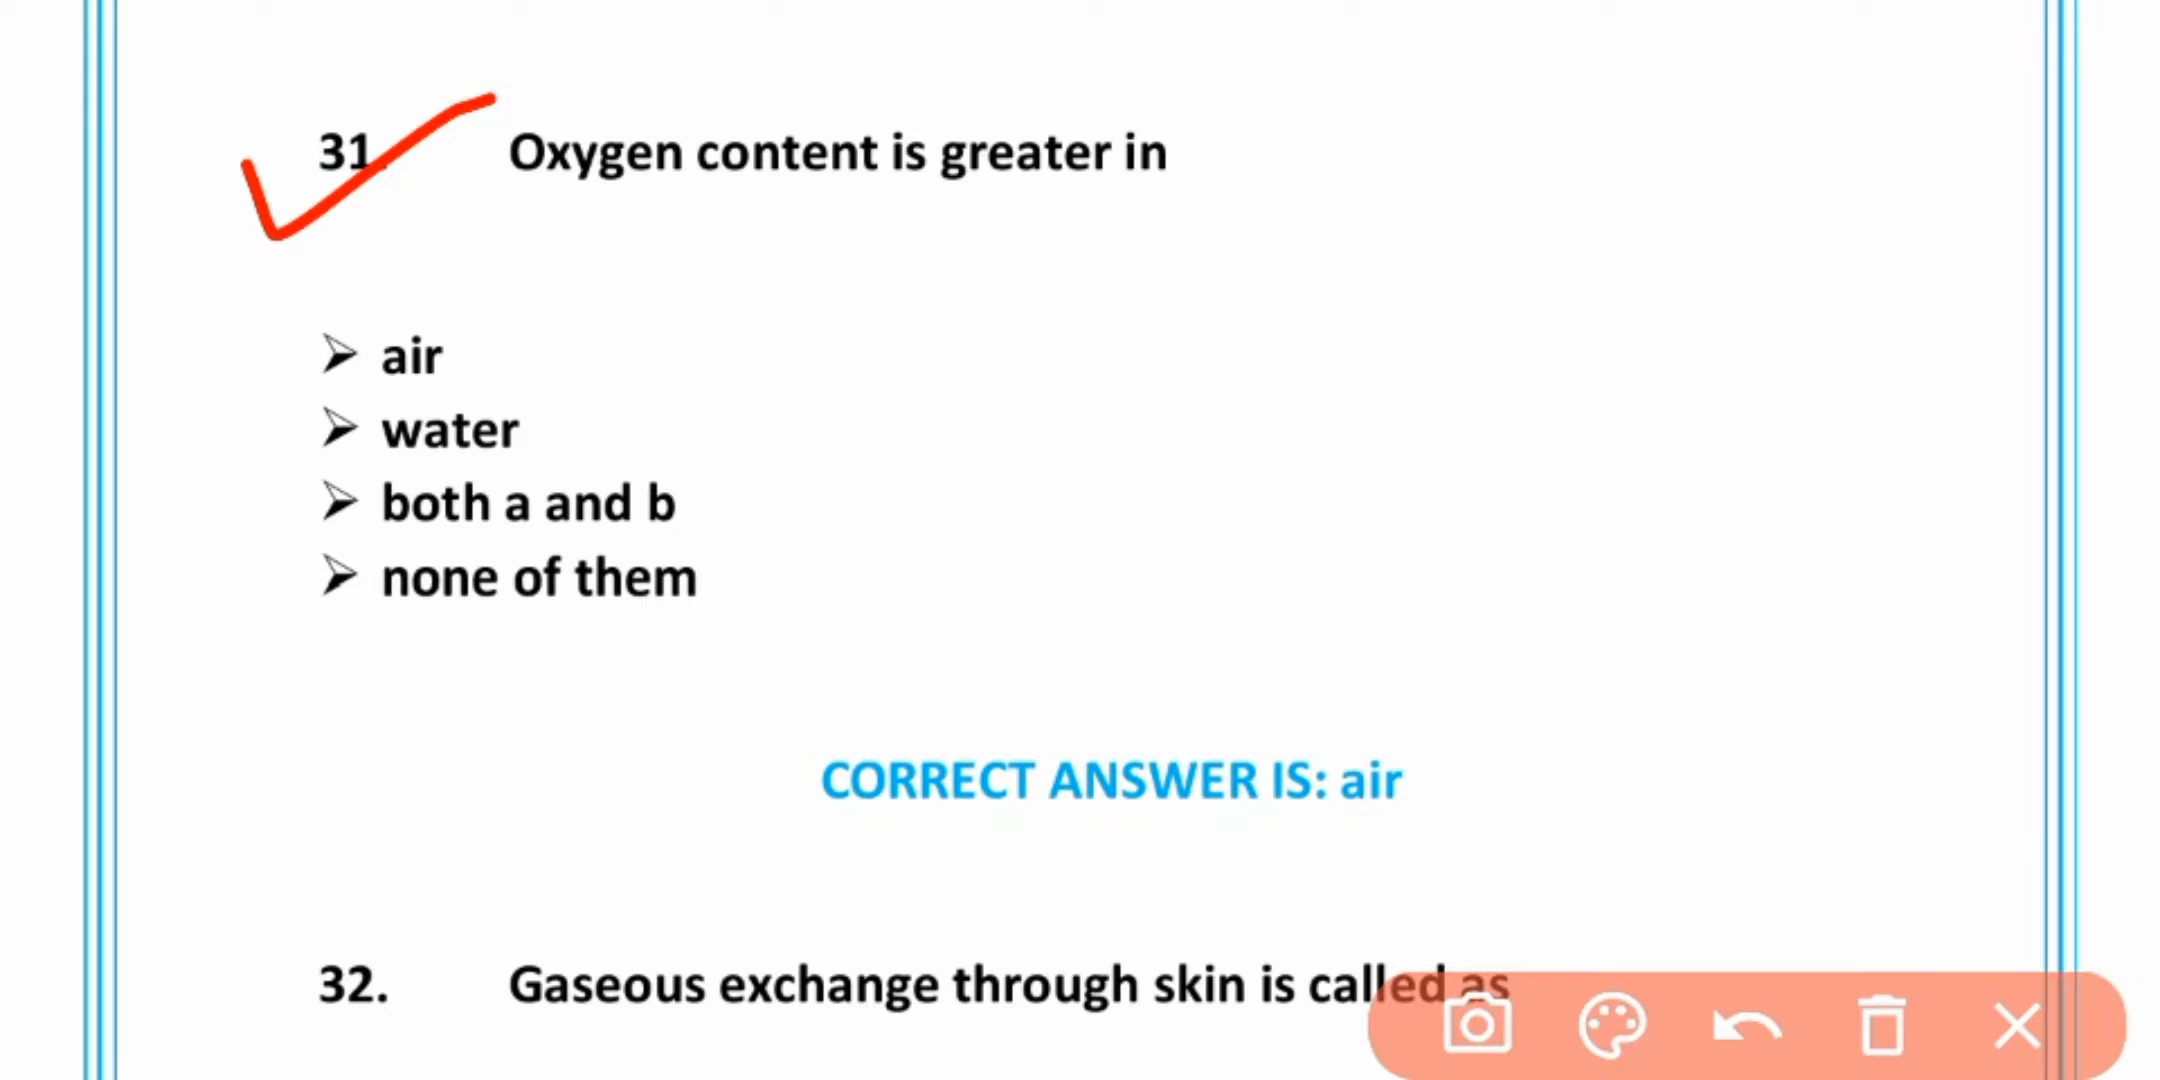 31. Oxygen content is greater in
air
water
both a and b
none of them
CORRECT ANSWER IS: air
32. Gaseous exchange through skin is called as